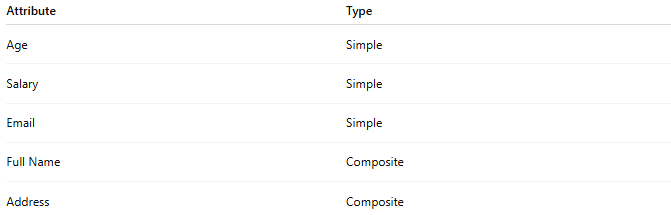 Attribute Type
Age Simple
Salary Simple
Email Simple
Full Name Composite
Address Composite